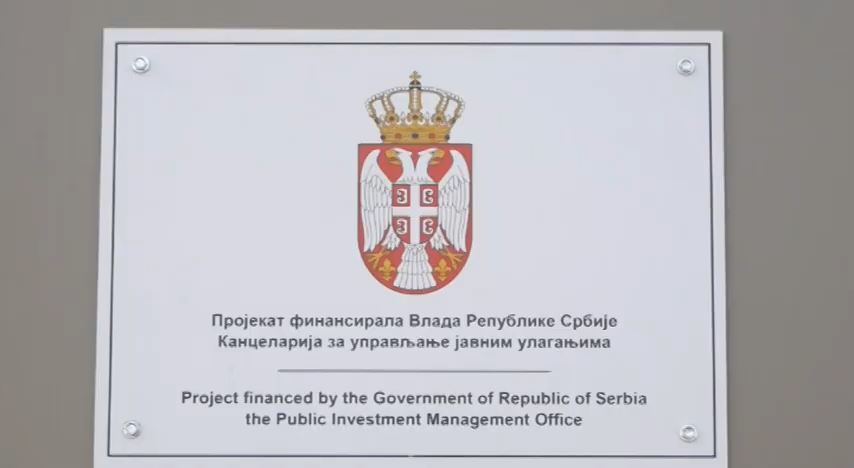 Пројекат финансирала Влада Републике Србије
Канцеларија за управљање јавним улагањима
Project financed by the Government of Republic of Serbia
the Public Investment Management Office